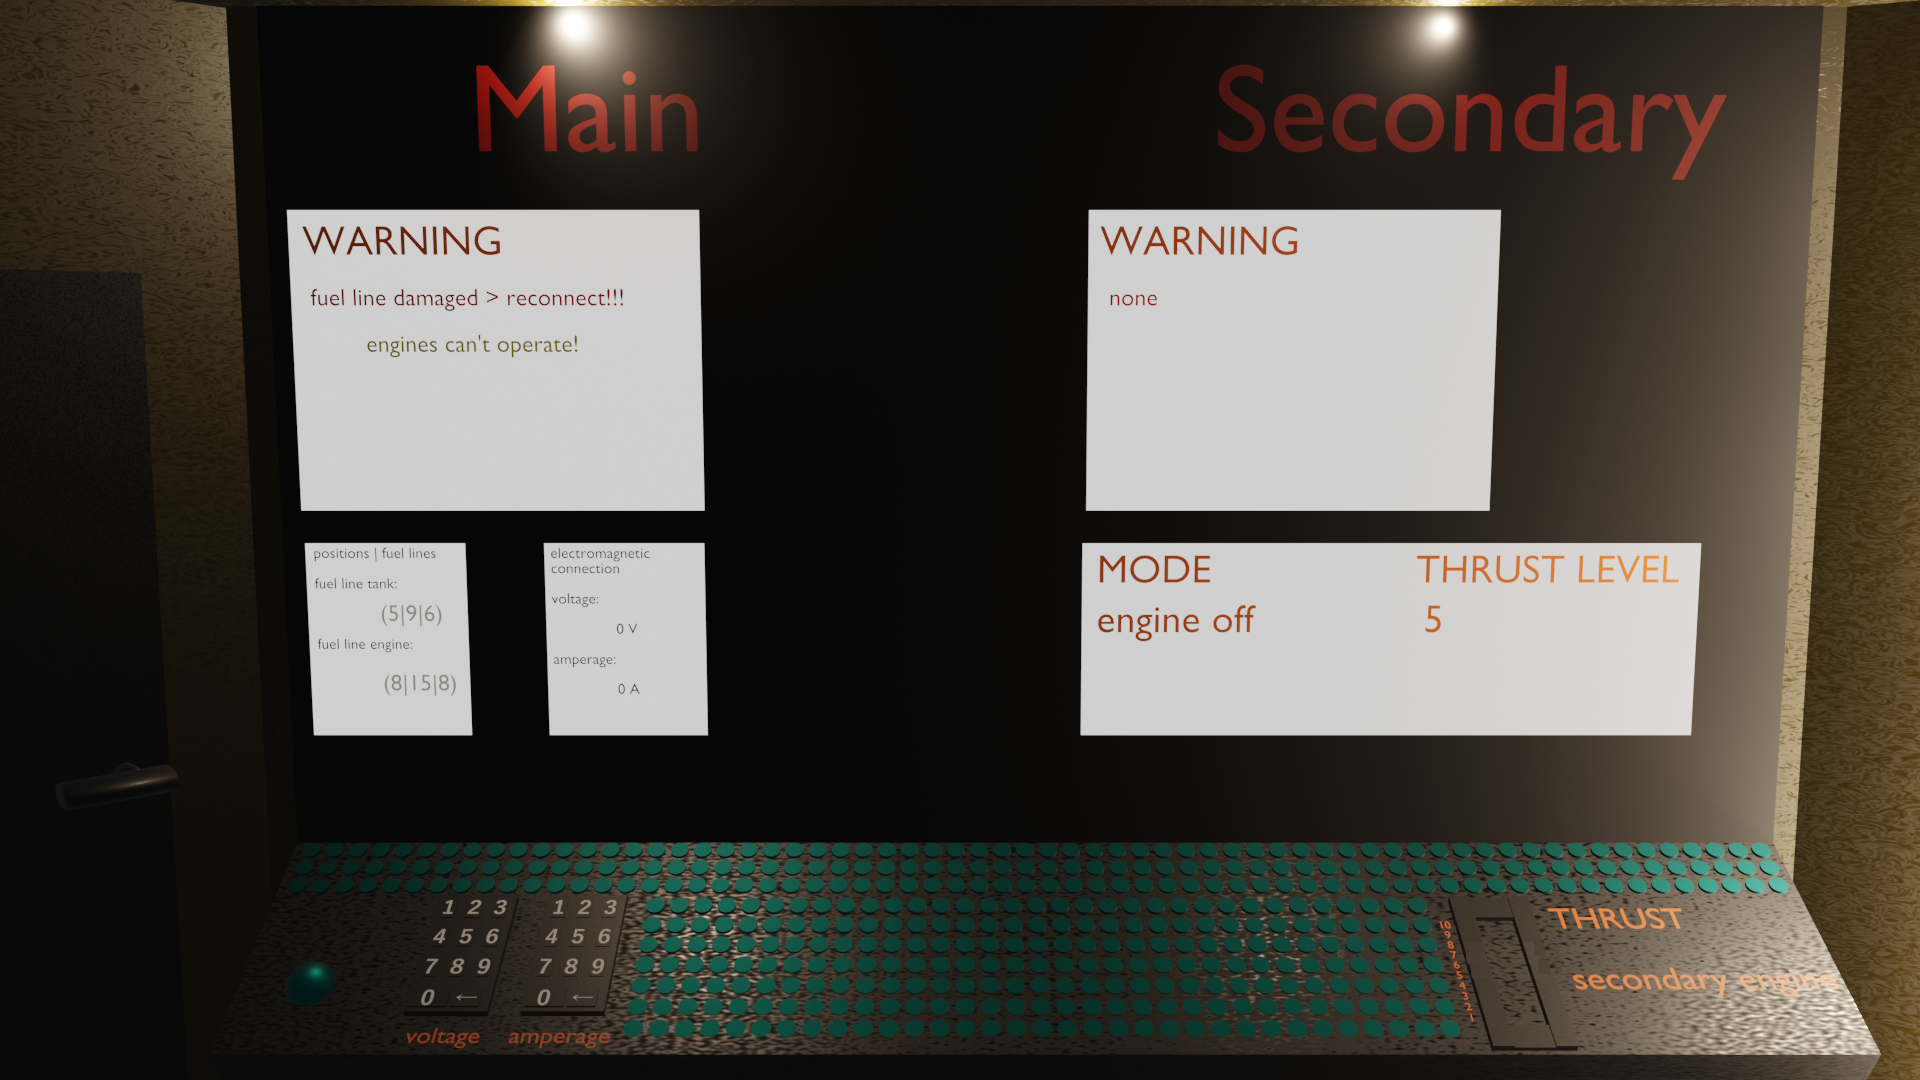 Main
Secondary
WARNING
fuel line damaged > reconnect!!!
engines can't operate!
WARNING
none
positions | fuel lines
fuel line tank:
(5|9|6)
fuel line engine:
(8|15|8)
electromagnetic
connection
voltage:
0 V
amperage:
0 A
MODE
engine off
THRUST LEVEL
5
1 2 3
4 5 6
7 8 9
0 ←
voltage
1 2 3
4 5 6
7 8 9
0 ←
amperage
10
9
8
7
6
5
4
3
2
1
THRUST
secondary engine